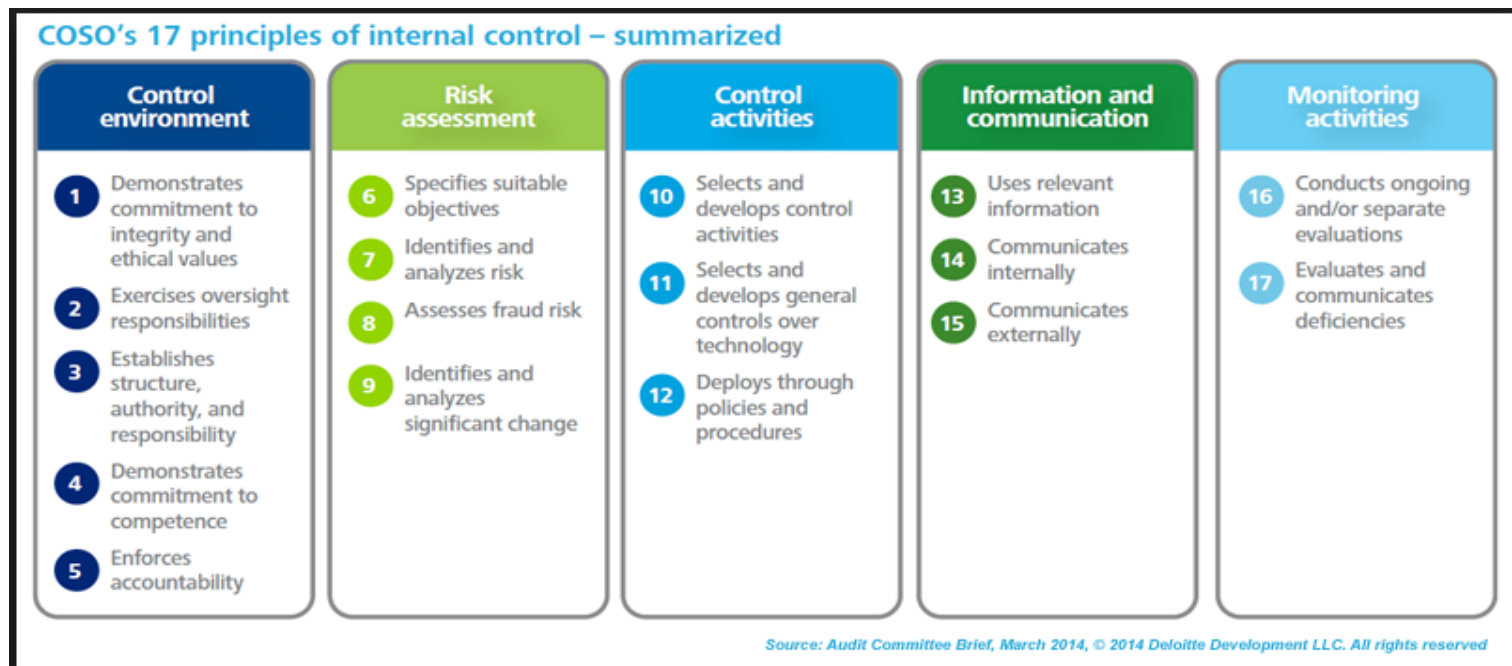 COSO's 17 principles of internal control – summarized
Control
environment
1 Demonstrates
commitment to
integrity and
ethical values
2 Exercises oversight
responsibilities
3 Establishes
structure,
authority, and
responsibility
4 Demonstrates
commitment to
competence
5 Enforces
accountability
Risk
assessment
6 Specifies suitable
objectives
7 Identifies and
analyzes risk
8 Assesses fraud risk
9 Identifies and
analyzes
significant change
Control
activities
10 Selects and
develops control
activities
11 Selects and
develops general
controls over
technology
12 Deploys through
policies and
procedures
Information and
communication
13 Uses relevant
information
14 Communicates
internally
15 Communicates
externally
Monitoring
activities
16 Conducts ongoing
and/or separate
evaluations
17 Evaluates and
communicates
deficiencies
Source: Audit Committee Brief, March 2014, © 2014 Deloitte Development LLC. All rights reserved